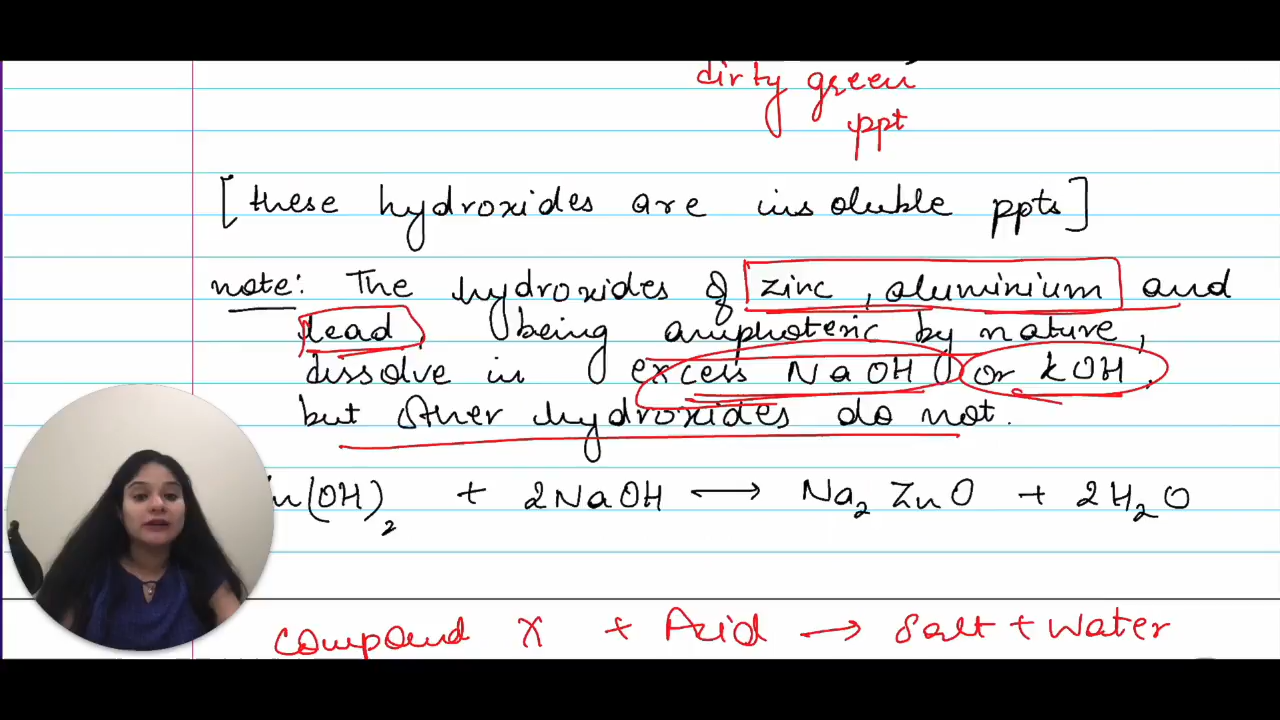 dirty green
ppt
[these hydroxides are insoluble ppts]
note: The hydroxides of zinc, aluminium and
lead, being amphoteric by nature,
dissolve in excess NaOH or KOH,
but other hydroxides do not.
(OH)₂ + 2NaOH ⟶ Na₂ZnO + 2H₂O
compound X + Acid → Salt + Water